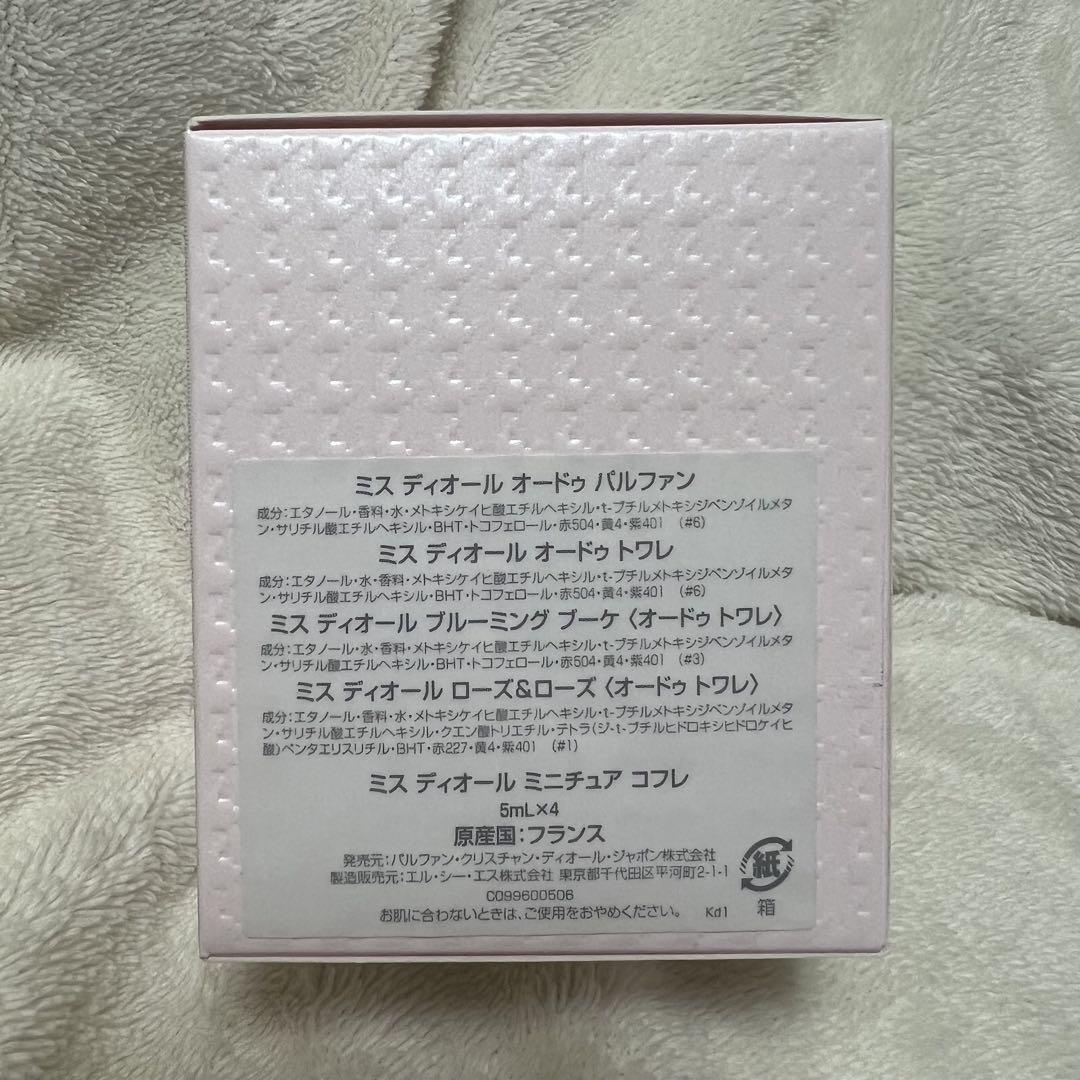 ミス ディオール オードゥ パルファン
成分:エタノール・香料・水・メトキシケイヒ酸エチルヘキシル・t-ブチルメトキシジベンゾイルメタ
ン・サリチル酸エチルヘキシル・BHT・トコフェロール・赤504・黄4・紫401 (#6)
ミス ディオール オードゥ トワレ
成分:エタノール・水・香料・メトキシケイヒ酸エチルヘキシル・t-ブチルメトキシジベンゾイルメタ
ン・サリチル酸エチルヘキシル・BHT・トコフェロール・赤504・黄4・紫401 (#6)
ミス ディオール ブルーミング ブーケ〈オードゥ トワレ〉
成分:エタノール・水・香料・メトキシケイヒ酸エチルヘキシル・t-ブチルメトキシジベンゾイルメタ
ン・サリチル酸エチルヘキシル・BHT・トコフェロール・赤504・黄4・紫401 (#3)
ミス ディオール ローズ&ローズ〈オードゥ トワレ〉
成分:エタノール・香料・水・メトキシケイヒ酸エチルヘキシル・t-ブチルメトキシジベンゾイルメタ
ン・サリチル酸エチルヘキシル・クエン酸トリエチル・テトラ(ジ-t-ブチルヒドロキシヒドロケイヒ
酸)ペンタエリスリチル・BHT・赤227・黄4・紫401 (#1)
ミス ディオール ミニチュア コフレ
5mL×4
原産国:フランス
発売元:パルファン・クリスチャン・ディオール・ジャポン株式会社
製造販売元:エル・シー・エス株式会社 東京都千代田区平河町2-1-1
C099600506
お肌に合わないときは、ご使用をおやめください。 Kd1
紙
箱